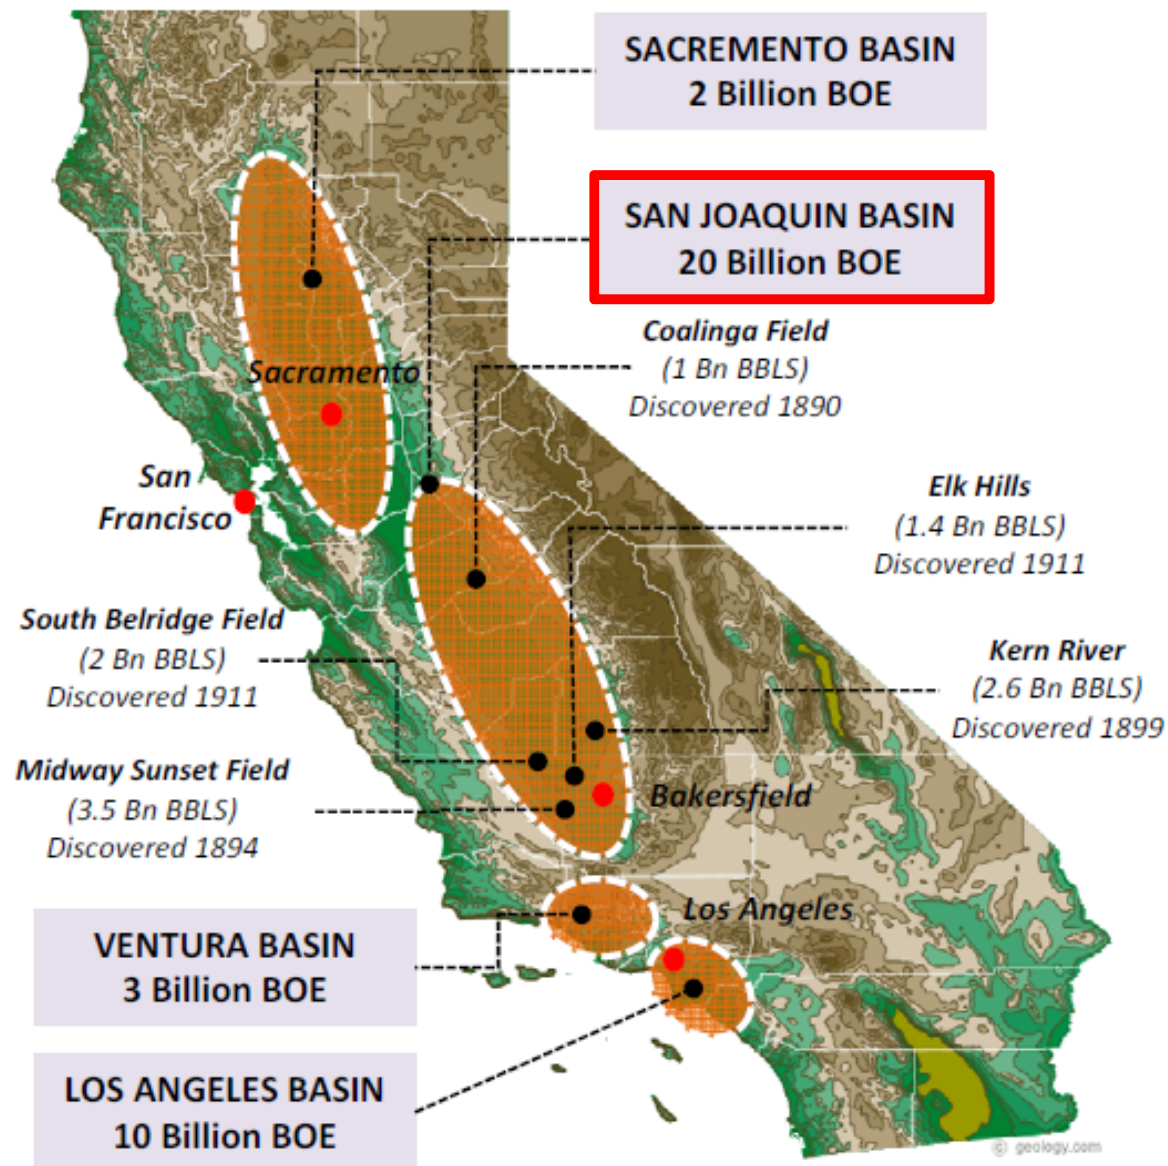 SACREMENTO BASIN
2 Billion BOE
SAN JOAQUIN BASIN
20 Billion BOE
Coalinga Field
(1 Bn BBLS)
Discovered 1890
Sacramento
San
Francisco
Elk Hills
(1.4 Bn BBLS)
Discovered 1911
South Belridge Field
(2 Bn BBLS)
Discovered 1911
Kern River
(2.6 Bn BBLS)
Discovered 1899
Midway Sunset Field
(3.5 Bn BBLS)
Discovered 1894
Bakersfield
Los Angeles
VENTURA BASIN
3 Billion BOE
LOS ANGELES BASIN
10 Billion BOE
© geology.com